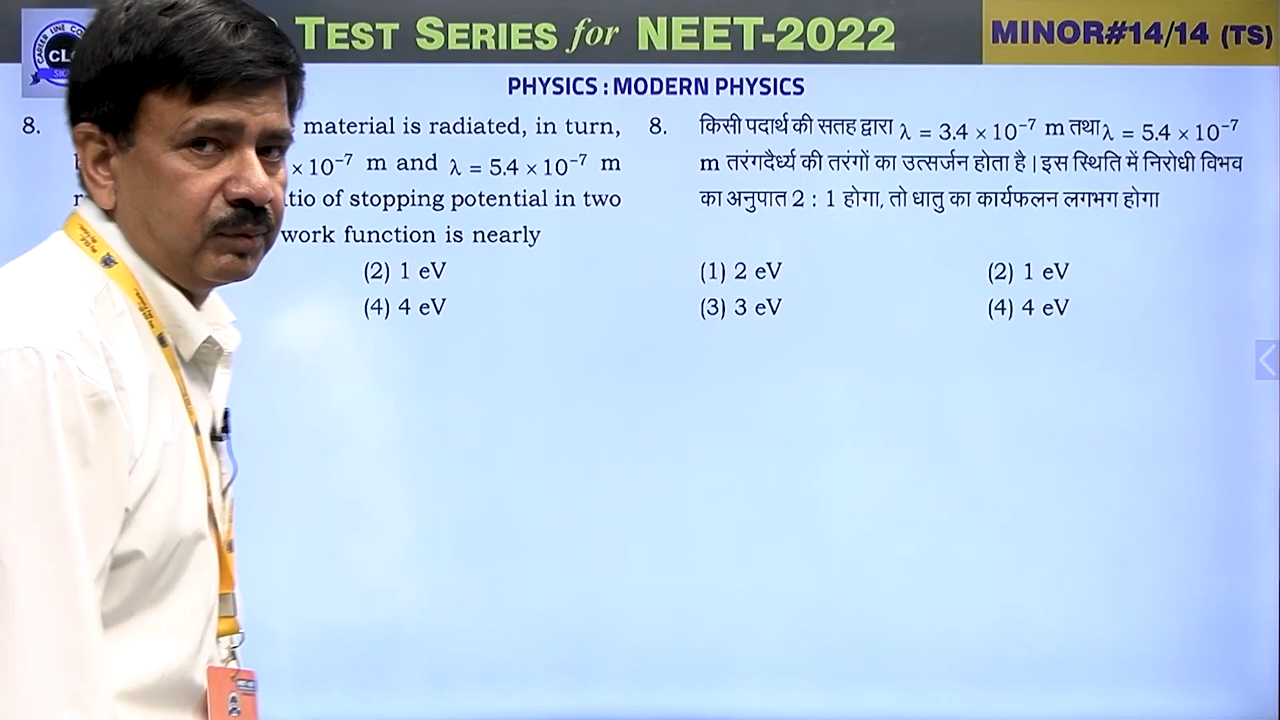 TEST SERIES for NEET-2022
MINOR#14/14 (TS)
PHYSICS : MODERN PHYSICS
8. material is radiated, in turn,
× 10⁻⁷ m and λ = 5.4 × 10⁻⁷ m
of stopping potential in two
work function is nearly
(2) 1 eV
(4) 4 eV
8. किसी पदार्थ की सतह द्वारा λ = 3.4 × 10⁻⁷ m तथा λ = 5.4 × 10⁻⁷
m तरंगदैर्ध्य की तरंगों का उत्सर्जन होता है। इस स्थिति में निरोधी विभव
का अनुपात 2 : 1 होगा, तो धातु का कार्यफलन लगभग होगा
(1) 2 eV (2) 1 eV
(3) 3 eV (4) 4 eV